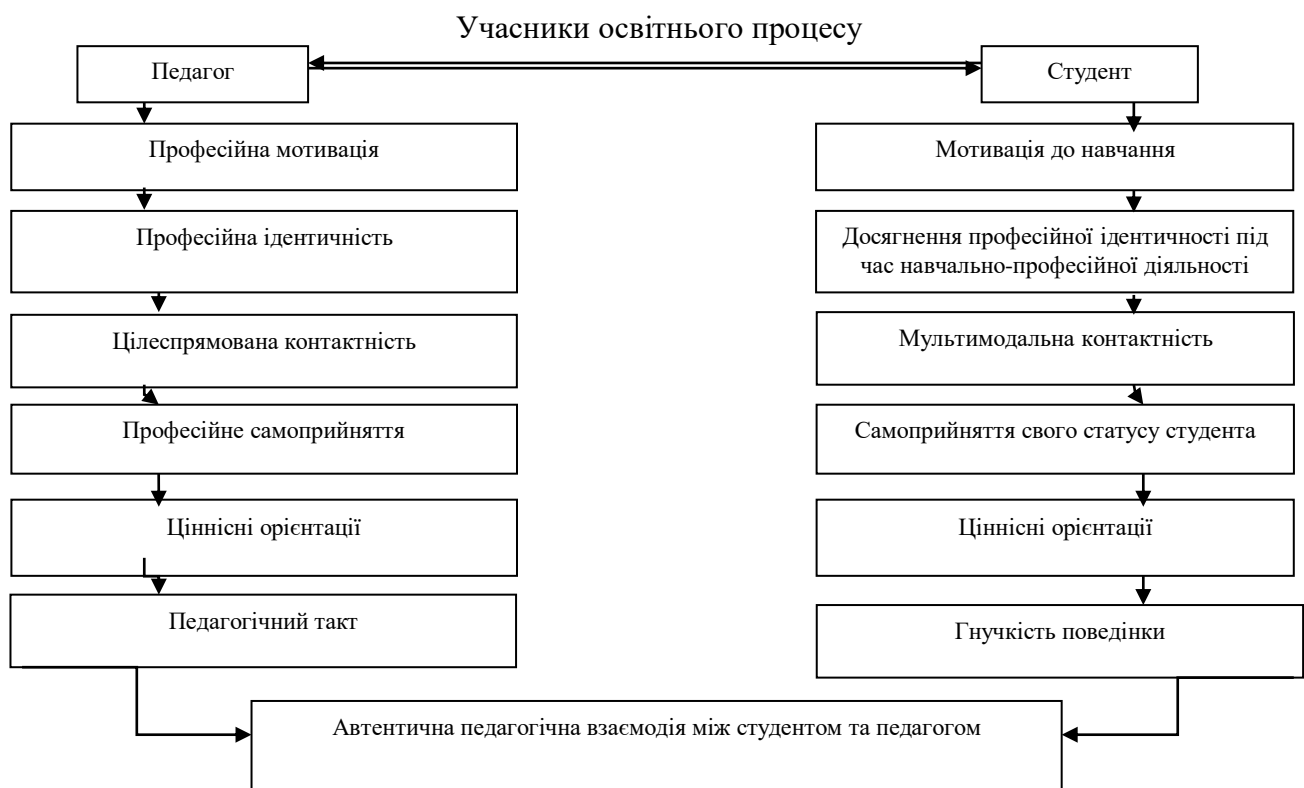 Учасники освітнього процесу
Педагог
Студент
Професійна мотивація
Мотивація до навчання
Професійна ідентичність
Досягнення професійної ідентичності під
час навчально-професійної діяльності
Цілеспрямована контактність
Мультимодальна контактність
Професійне самоприйняття
Самоприйняття свого статусу студента
Ціннісні орієнтації
Ціннісні орієнтації
Педагогічний такт
Гнучкість поведінки
Автентична педагогічна взаємодія між студентом та педагогом